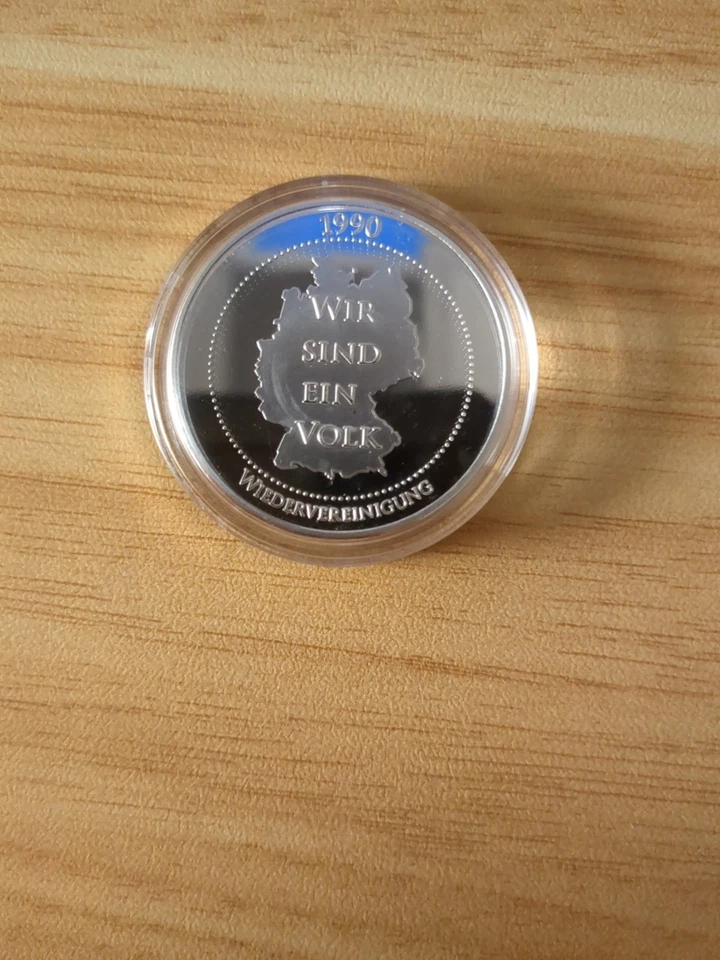 1990
WIR
SIND
EIN
VOLK
WIEDERVEREINIGUNG